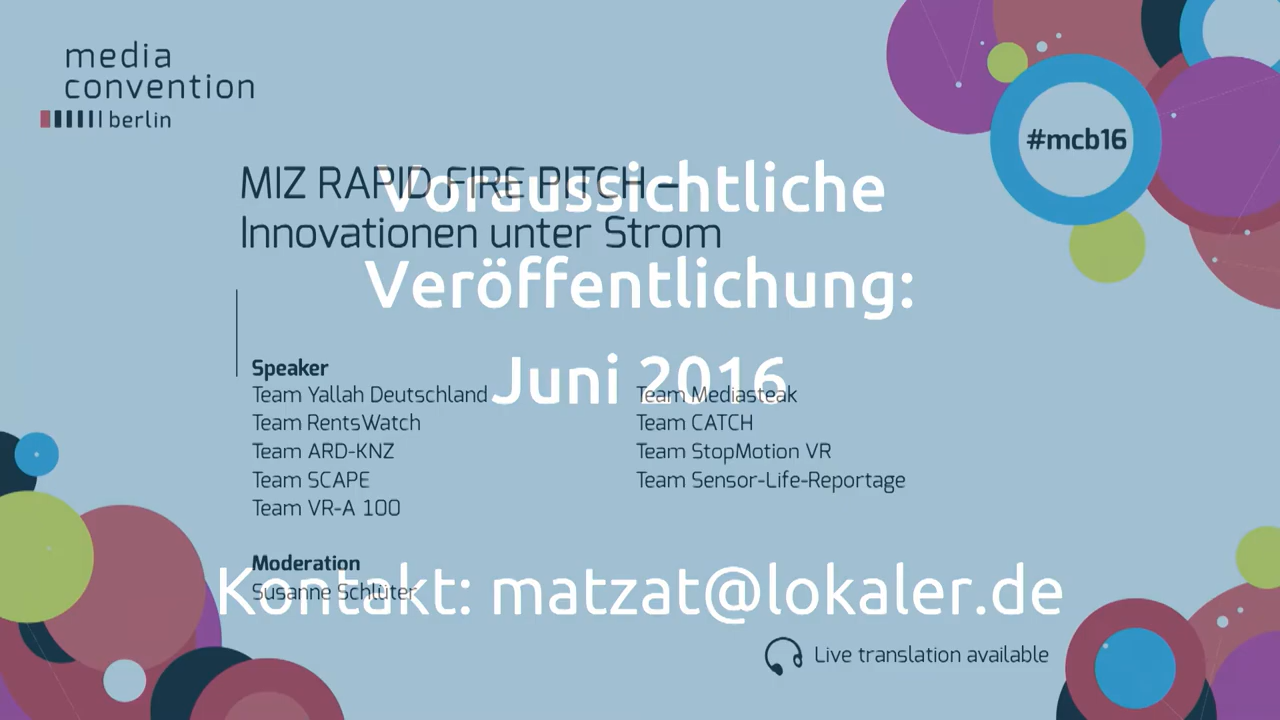 media
convention
berlin
#mcb16
MIZ RAPID FIRE PITCH –
Innovationen unter Strom
Voraussichtliche
Veröffentlichung:
Juni 2016
Speaker
Team Yallah Deutschland
Team RentsWatch
Team ARD-KNZ
Team SCAPE
Team VR-A 100
Team Mediasteak
Team CATCH
Team StopMotion VR
Team Sensor-Life-Reportage
Moderation
Susanne Schlüter
Kontakt: matzat@lokaler.de
Live translation available